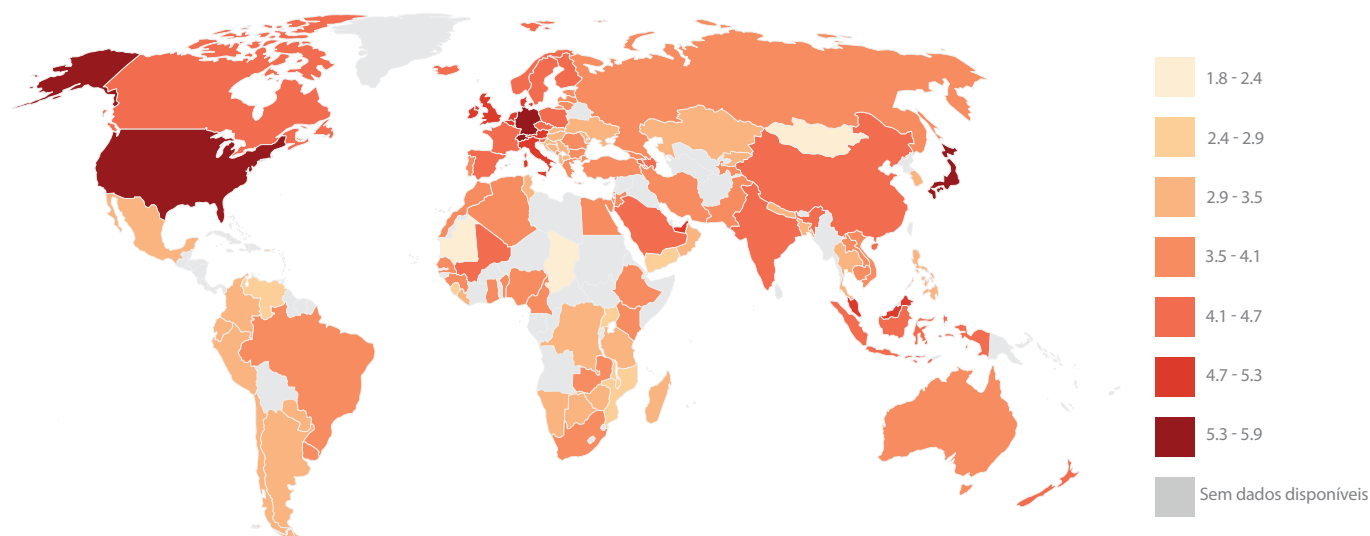 1.8 - 2.4
2.4 - 2.9
2.9 - 3.5
3.5 - 4.1
4.1 - 4.7
4.7 - 5.3
5.3 - 5.9
Sem dados disponíveis